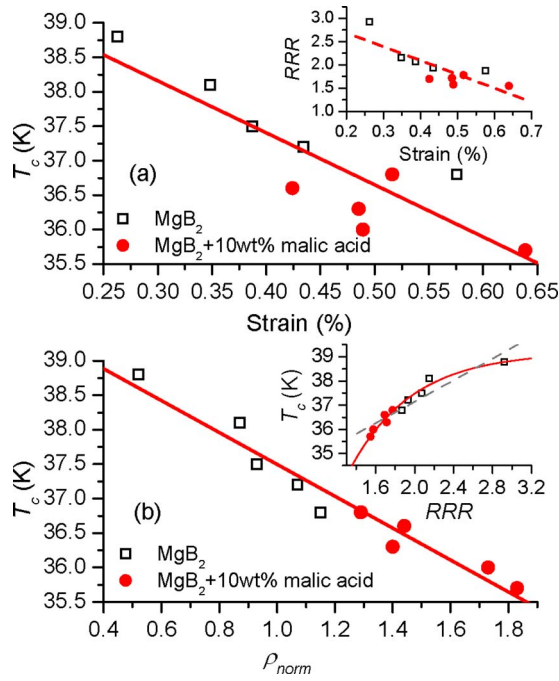 39.0
38.5
38.0
37.5
37.0
36.5
36.0
35.5
T_c (K)
(a)
MgB₂
MgB₂+10wt% malic acid
0.25 0.30 0.35 0.40 0.45 0.50 0.55 0.60 0.65
Strain (%)
3.0
2.5
2.0
1.5
1.0
RRR
0.2 0.3 0.4 0.5 0.6 0.7
Strain (%)
39.0
38.5
38.0
37.5
37.0
36.5
36.0
35.5
T_c (K)
(b)
MgB₂
MgB₂+10wt% malic acid
0.4 0.6 0.8 1.0 1.2 1.4 1.6 1.8
ρ_norm
39
38
37
36
35
T_c (K)
1.6 2.0 2.4 2.8 3.2
RRR